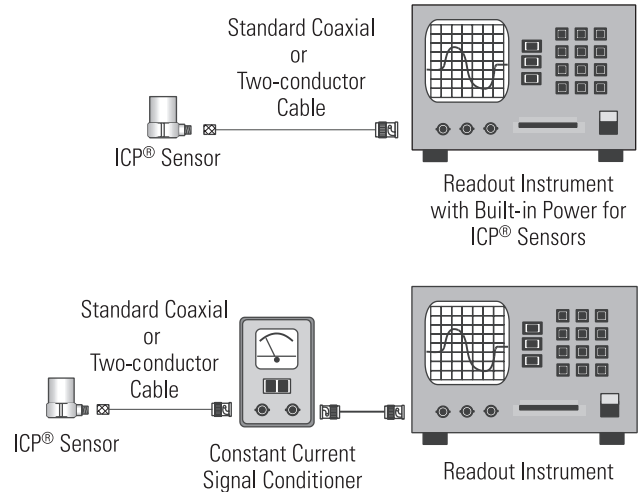 Standard Coaxial
or
Two-conductor
Cable
ICP® Sensor
Readout Instrument
with Built-in Power for
ICP® Sensors
Standard Coaxial
or
Two-conductor
Cable
ICP® Sensor
Constant Current
Signal Conditioner
Readout Instrument